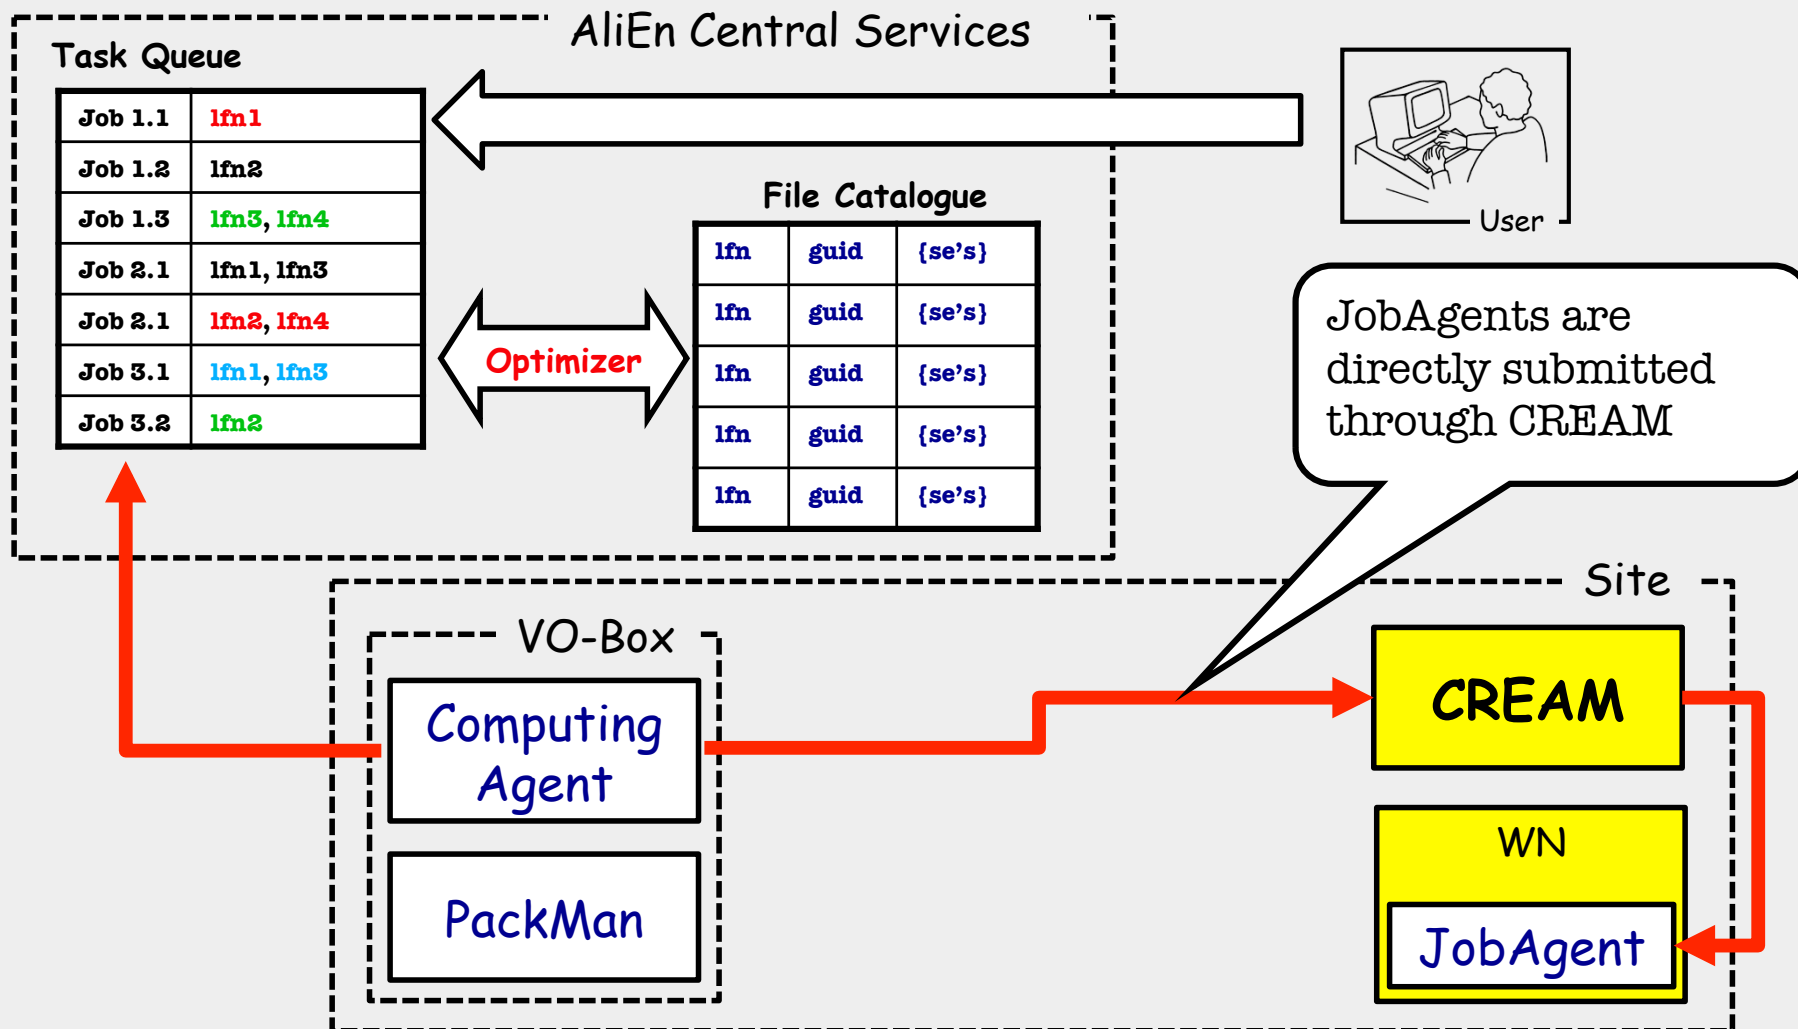 AliEn Central Services
Task Queue
Job 1.1 lfn1
Job 1.2 lfn2
Job 1.3 lfn3, lfn4
Job 2.1 lfn1, lfn3
Job 2.1 lfn2, lfn4
Job 3.1 lfn1, lfn3
Job 3.2 lfn2
Optimizer
File Catalogue
lfn guid {se's}
lfn guid {se's}
lfn guid {se's}
lfn guid {se's}
lfn guid {se's}
User
JobAgents are
directly submitted
through CREAM
Site
VO-Box
Computing
Agent
PackMan
CREAM
WN
JobAgent